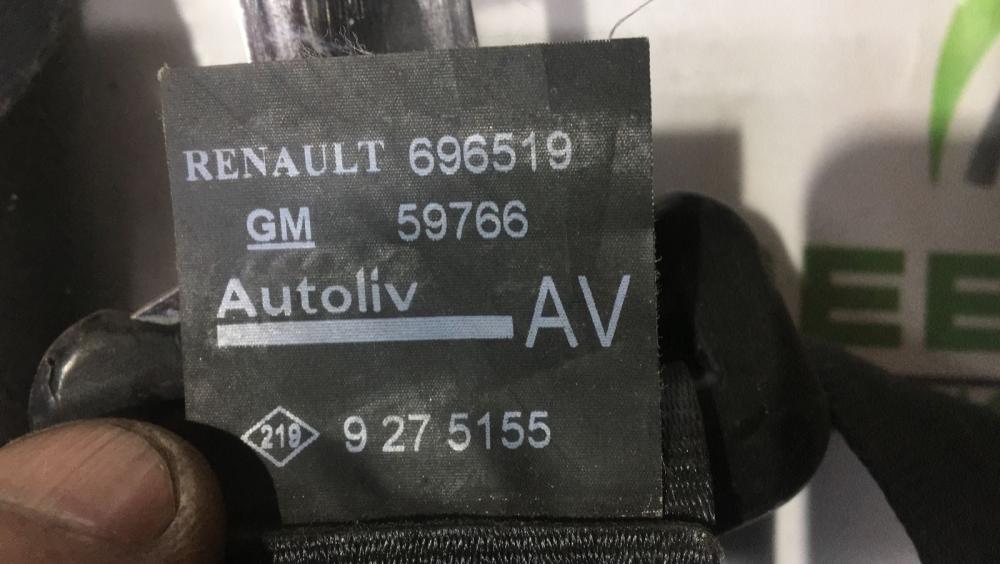 RENAULT 696519
GM 59766
Autoliv AV
219 9 27 5155